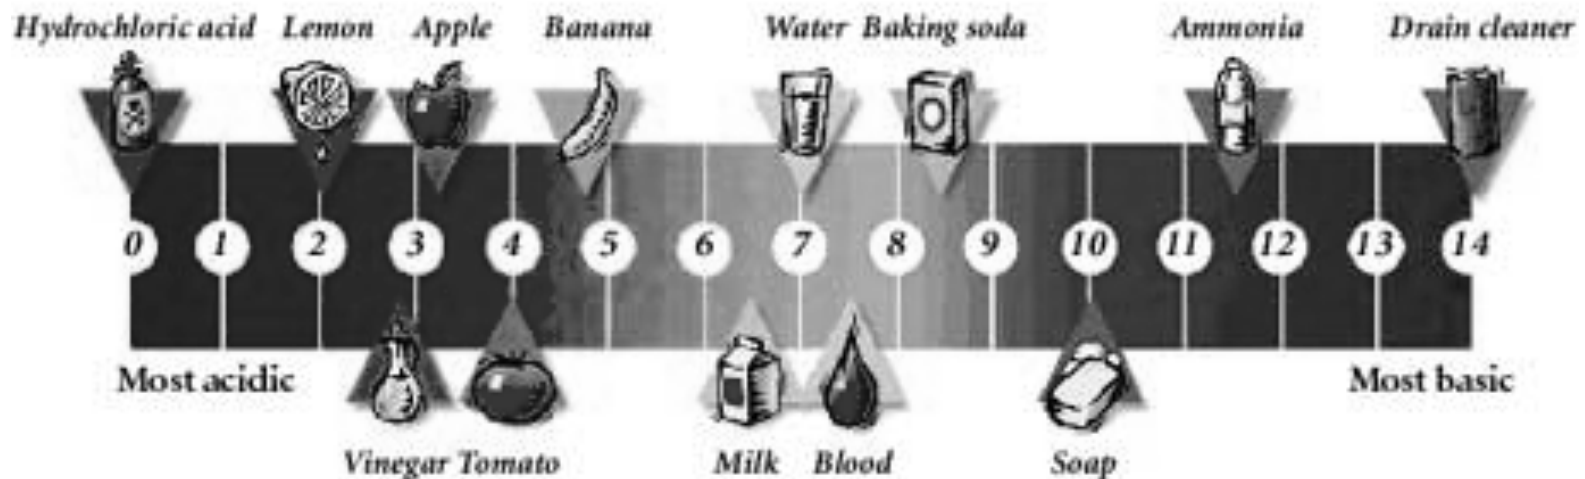 Hydrochloric acid Lemon Apple Banana Water Baking soda Ammonia Drain cleaner
0 1 2 3 4 5 6 7 8 9 10 11 12 13 14
Most acidic Most basic
Vinegar Tomato Milk Blood Soap